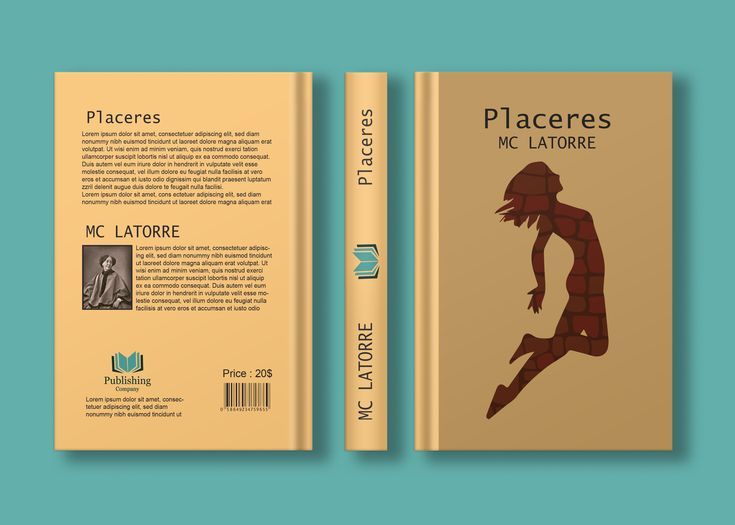 Placeres
Lorem ipsum dolor sit amet, consectetuer adipiscing elit, sed diam
nonummy nibh euismod tincidunt ut laoreet dolore magna aliquam erat
volutpat. Ut wisi enim ad minim veniam, quis nostrud exerci tation
ullamcorper suscipit lobortis nisl ut aliquip ex ea commodo consequat.
Duis autem vel eum iriure dolor in hendrerit in vulputate velit esse
molestie consequat, vel illum dolore eu feugiat nulla facilisis at vero
eros et accumsan et iusto odio dignissim qui blandit praesent luptatum
zzril delenit augue duis dolore te feugait nulla facilisi.
Lorem ipsum dolor sit amet, cons ectetuer adipiscing elit, sed diam
nonummy nibh euismod tincidunt ut laoreet dolore magna aliquam erat
MC LATORRE
Lorem ipsum dolor sit amet, consectetuer adipisc-
ing elit, sed diam nonummy nibh euismod tincidunt
ut laoreet dolore magna aliquam erat volutpat. Ut
wisi enim ad minim veniam, quis nostrud exerci
tation ullamcorper suscipit lobortis nisl ut aliquip
ex ea commodo consequat. Duis autem vel eum
iriure dolor in hendrerit in vulputate velit esse mo-
lestie consequat, vel illum dolore eu feugiat nulla
facilisis at vero eros et accumsan et iusto odio
Publishing
Company
Lorem ipsum dolor sit amet, consec-
tetuer adipiscing elit, sed diam
nonummy nibh euismod tincidunt ut
Price : 20$
Placeres
MC LATORRE
Placeres
MC LATORRE